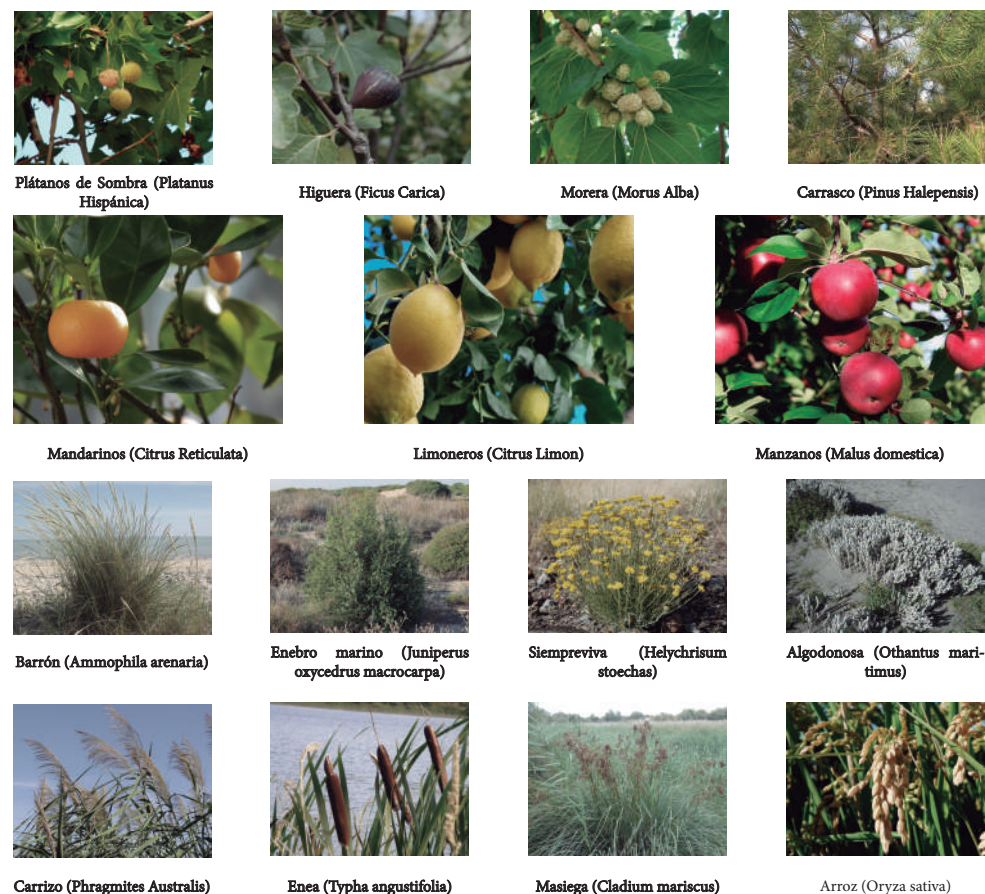 Plátanos de Sombra (Platanus
Hispánica)
Higuera (Ficus Carica)
Morera (Morus Alba)
Carrasco (Pinus Halepensis)
Mandarinos (Citrus Reticulata)
Limoneros (Citrus Limon)
Manzanos (Malus domestica)
Barrón (Ammophila arenaria)
Enebro marino (Juniperus
oxycedrus macrocarpa)
Siempreviva (Helychrisum
stoechas)
Algodonosa (Othantus mari-
timus)
Carrizo (Phragmites Australis)
Enea (Typha angustifolia)
Masiega (Cladium mariscus)
Arroz (Oryza sativa)